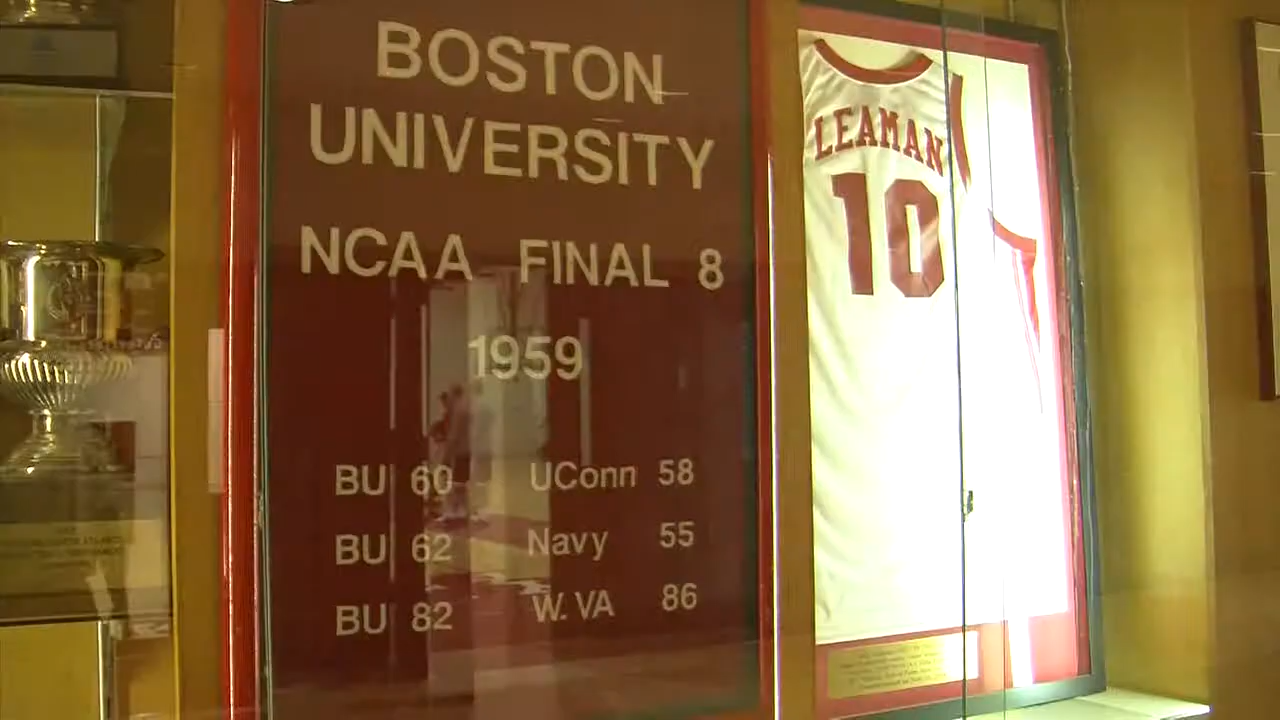 BOSTON
UNIVERSITY
NCAA FINAL 8
1959
BU 60 UConn 58
BU 62 Navy 55
BU 82 W.VA 86
LEAMAN
10